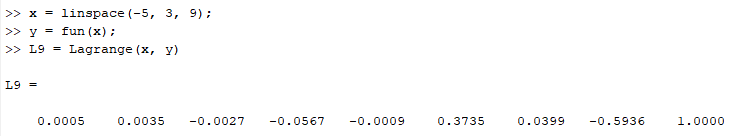 >> x = linspace(-5, 3, 9);
>> y = fun(x);
>> L9 = Lagrange(x, y)
L9 =
0.0005 0.0035 -0.0027 -0.0567 -0.0009 0.3735 0.0399 -0.5936 1.0000